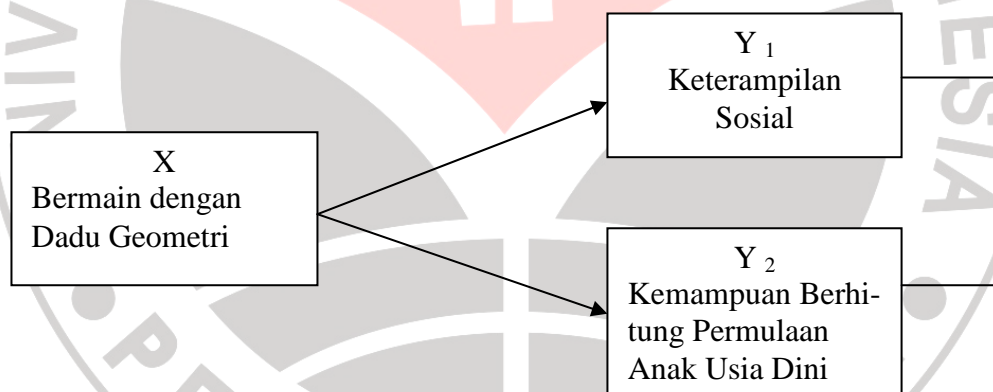 Y 1
Keterampilan
Sosial
X
Bermain dengan
Dadu Geometri
Y 2
Kemampuan Berhi-
tung Permulaan
Anak Usia Dini